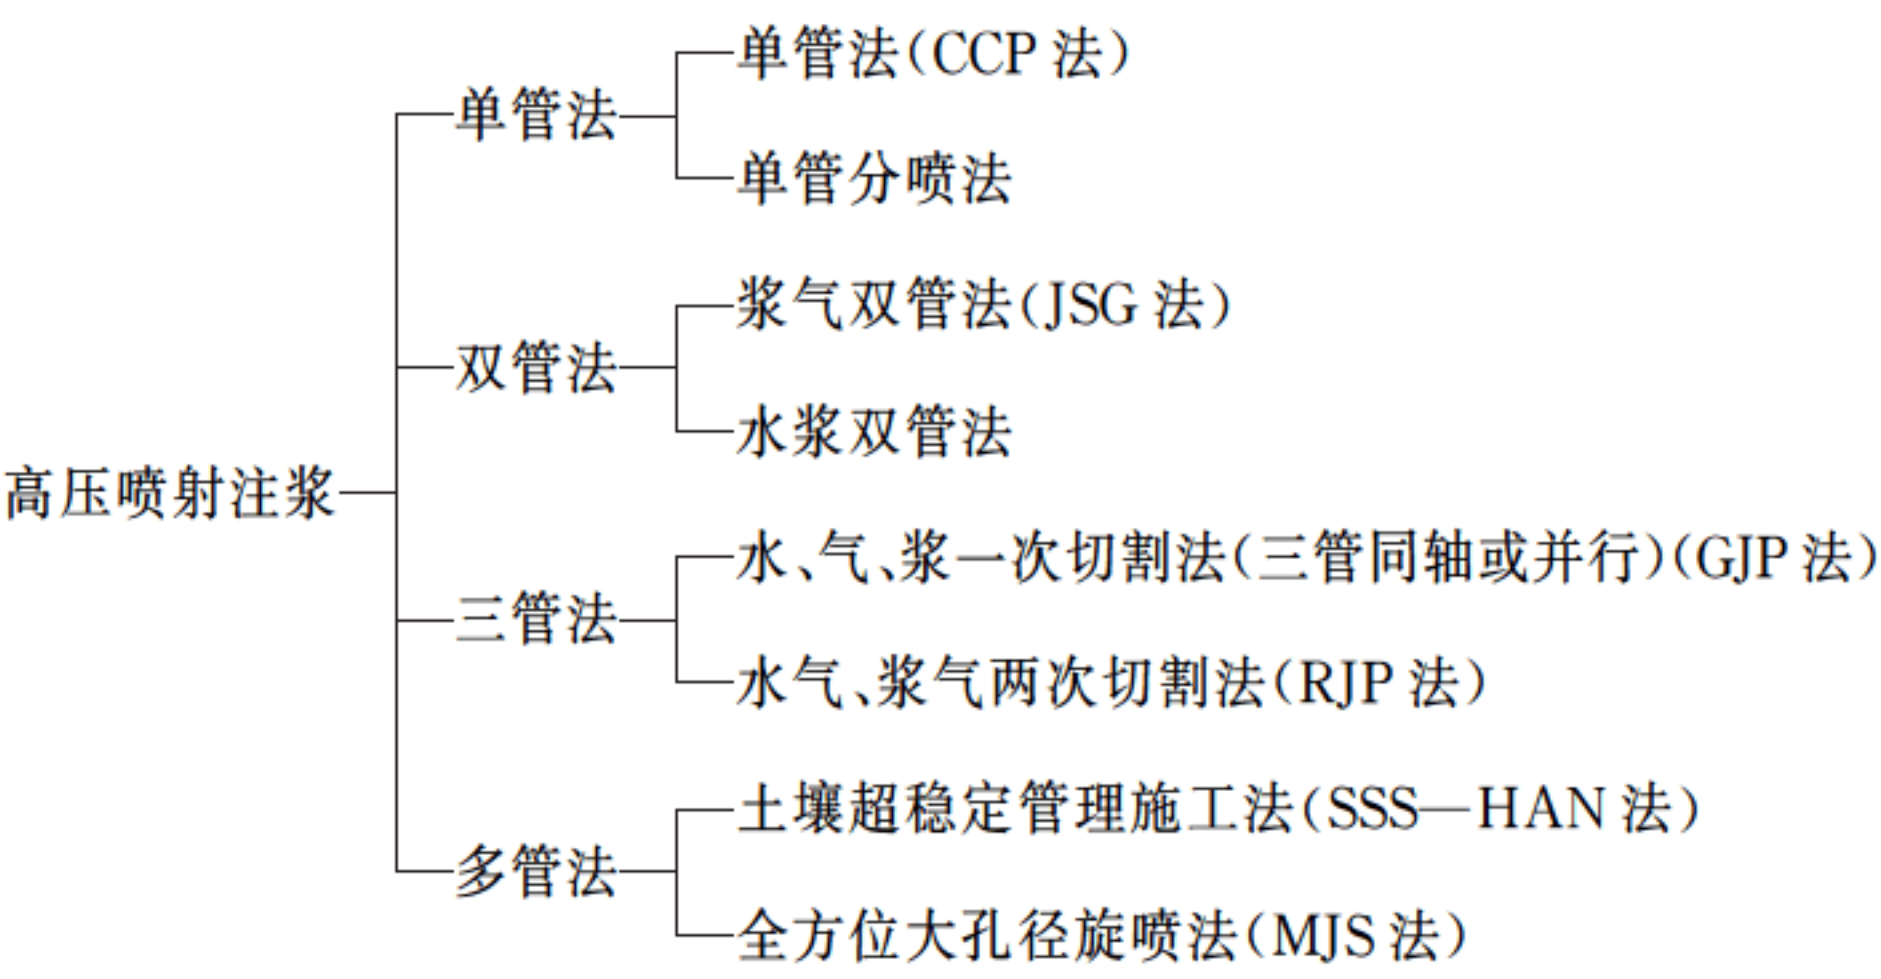 高压喷射注浆
单管法
单管法(CCP 法)
单管分喷法
双管法
浆气双管法(JSG 法)
水浆双管法
三管法
水、气、浆一次切割法(三管同轴或并行)(GJP 法)
水气、浆气两次切割法(RJP 法)
多管法
土壤超稳定管理施工法(SSS—HAN 法)
全方位大孔径旋喷法(MJS 法)